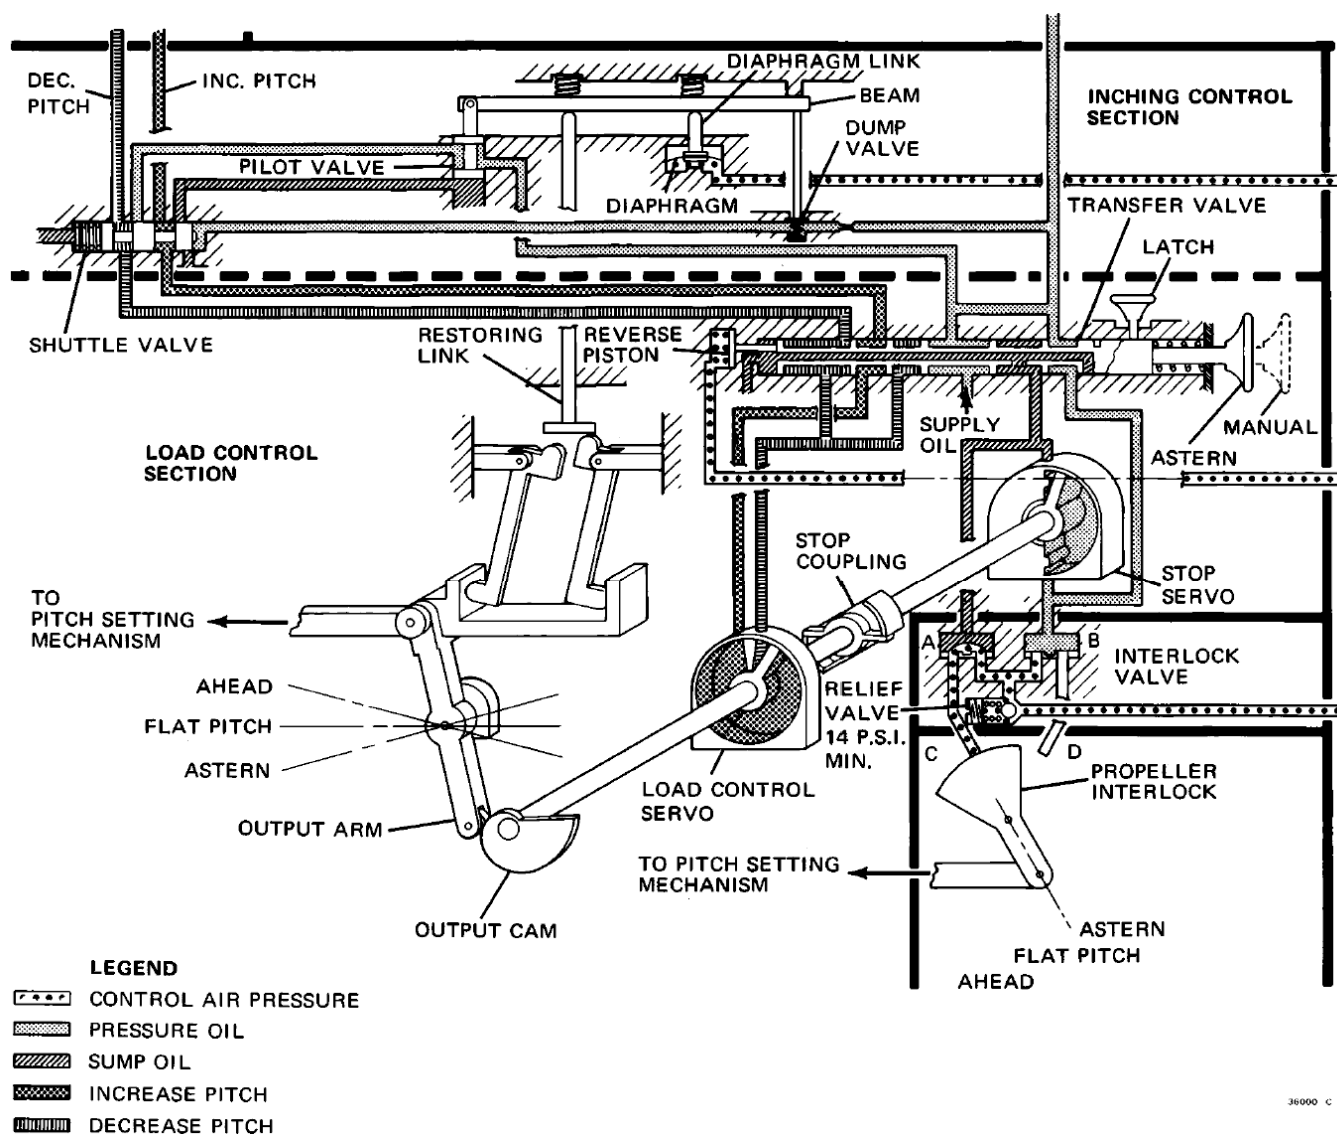 DEC.
PITCH
INC. PITCH
DIAPHRAGM LINK
BEAM
INCHING CONTROL
SECTION
DUMP
VALVE
PILOT VALVE
DIAPHRAGM
TRANSFER VALVE
LATCH
SHUTTLE VALVE
RESTORING
LINK
REVERSE
PISTON
SUPPLY
OIL
MANUAL
ASTERN
LOAD CONTROL
SECTION
STOP
COUPLING
STOP
SERVO
TO
PITCH SETTING
MECHANISM
A
B
INTERLOCK
VALVE
AHEAD
FLAT PITCH
ASTERN
RELIEF
VALVE
14 P.S.I.
MIN.
C
D
PROPELLER
INTERLOCK
LOAD CONTROL
SERVO
OUTPUT ARM
TO PITCH SETTING
MECHANISM
OUTPUT CAM
ASTERN
FLAT PITCH
AHEAD
LEGEND
CONTROL AIR PRESSURE
PRESSURE OIL
SUMP OIL
INCREASE PITCH
DECREASE PITCH
36000 C